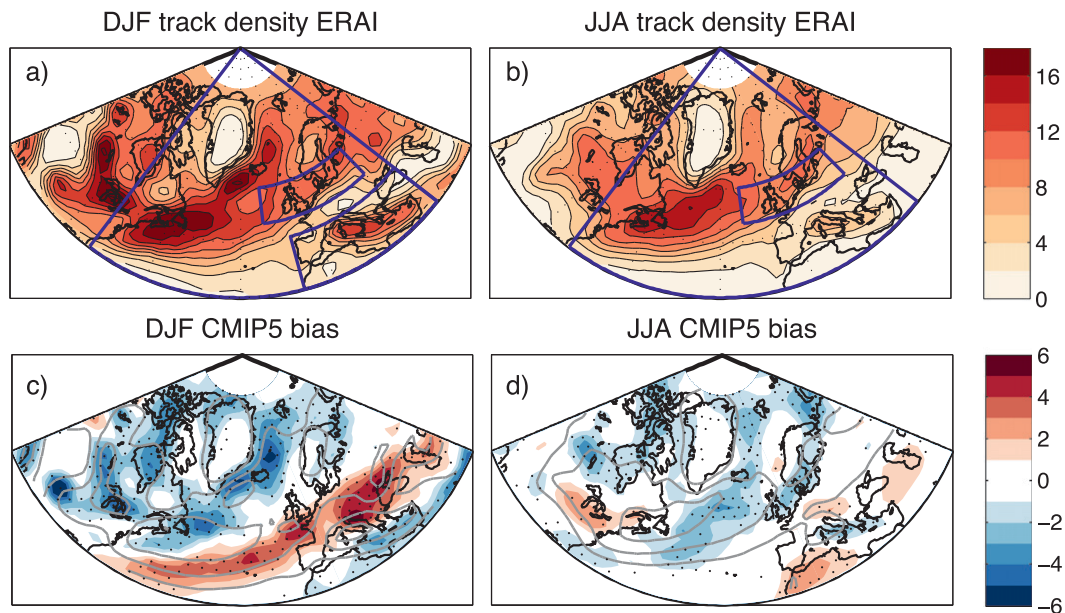 DJF track density ERAI
JJA track density ERAI
a)
b)
16
12
8
4
0
DJF CMIP5 bias
JJA CMIP5 bias
c)
d)
6
4
2
0
−2
−4
−6